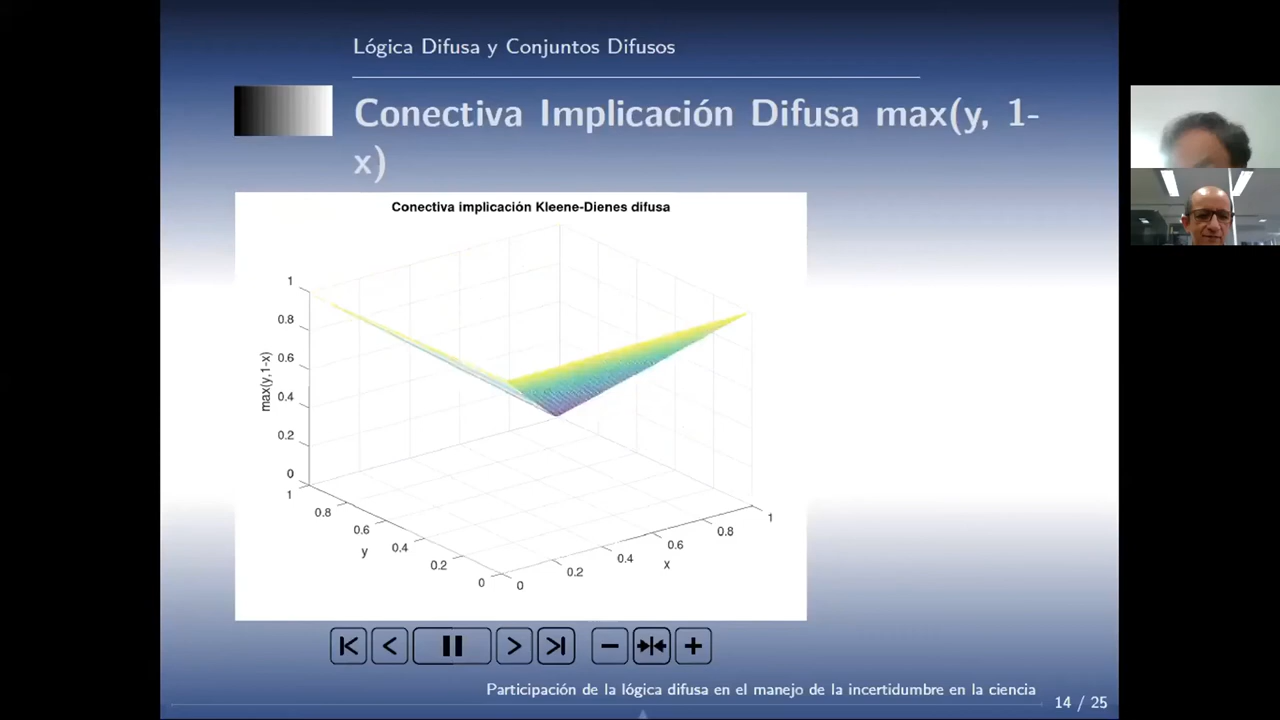 Lógica Difusa y Conjuntos Difusos
Conectiva Implicación Difusa max(y, 1-
x)
Conectiva implicación Kleene-Dienes difusa
1
0.8
0.6
0.4
0.2
0
max(y,1-x)
1
0.8
0.6
0.4
0.2
0
y
0
0.2
0.4
0.6
0.8
1
x
Participación de la lógica difusa en el manejo de la incertidumbre en la ciencia
14 / 25